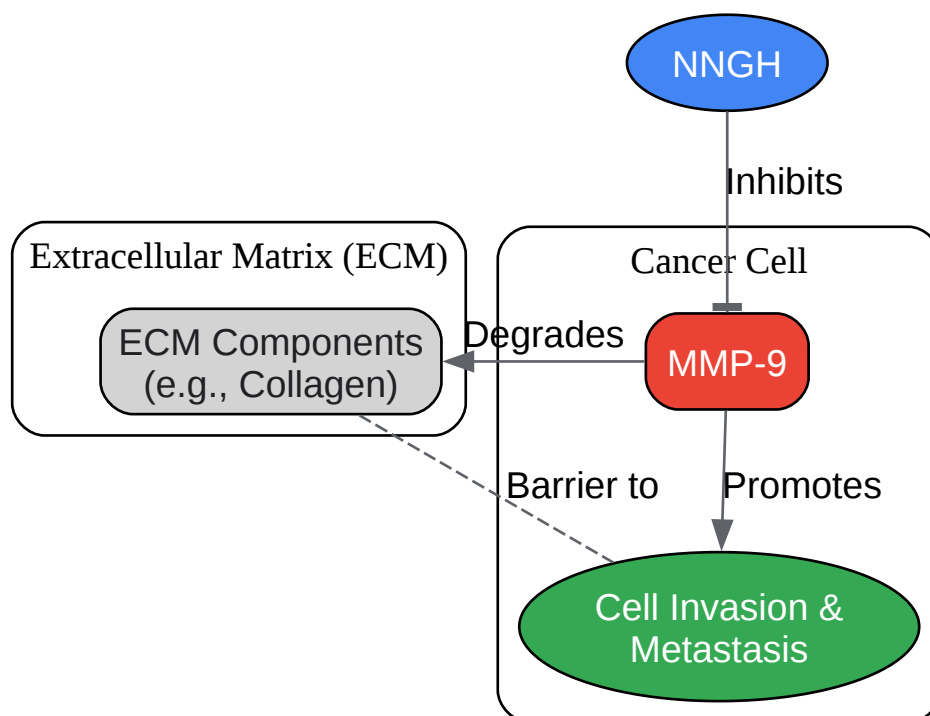 NNGH
Inhibits
Extracellular Matrix (ECM)
Cancer Cell
ECM Components
(e.g., Collagen)
Degrades
MMP-9
Barrier to
Promotes
Cell Invasion &
Metastasis